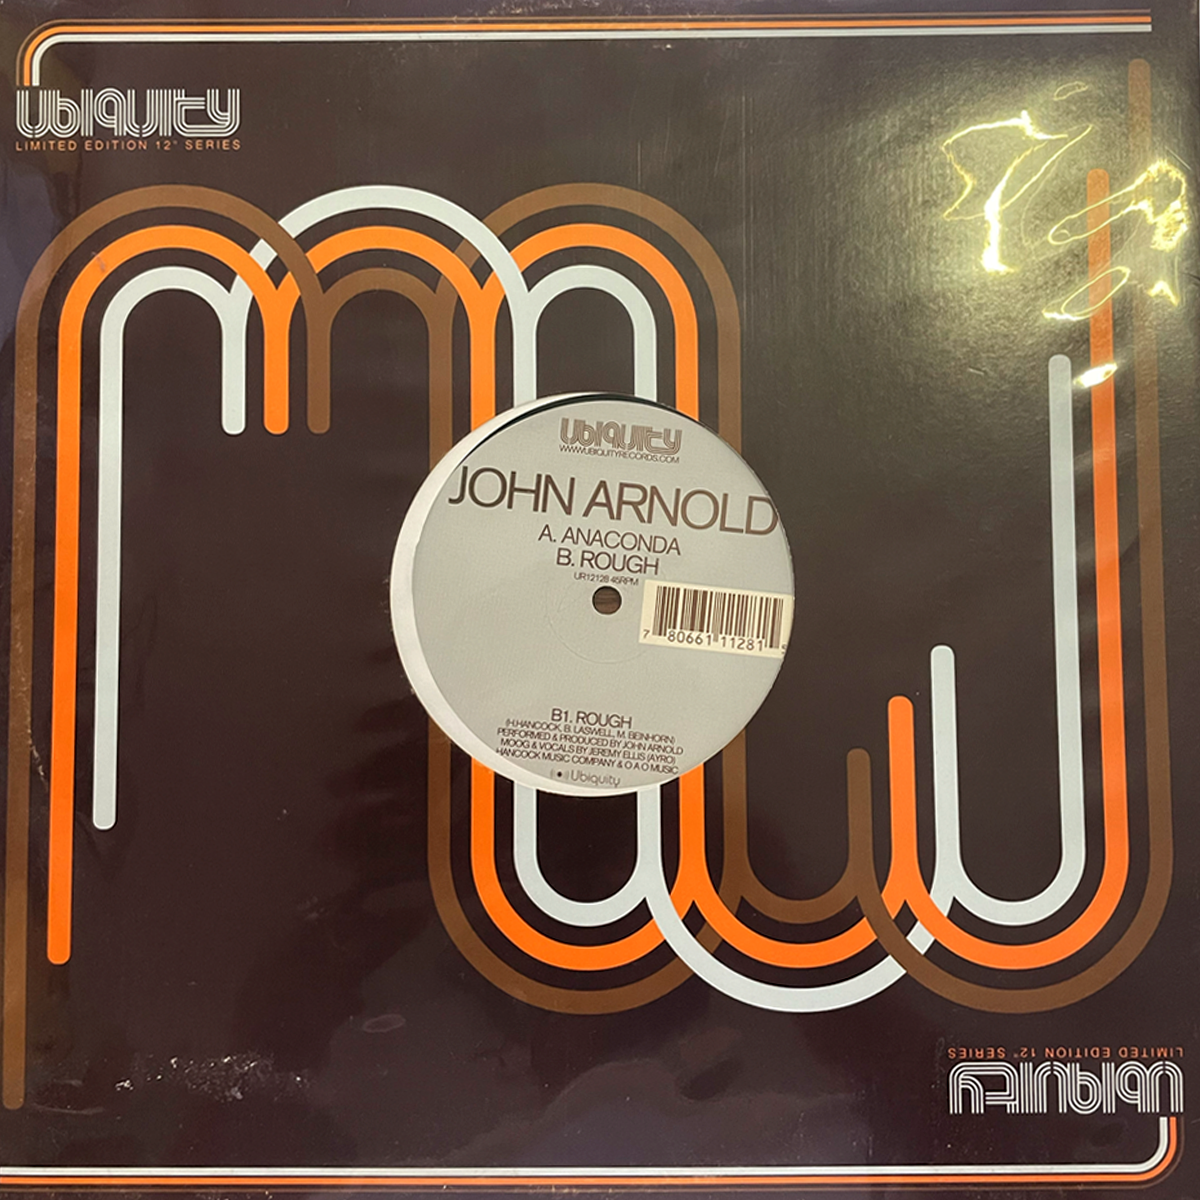 UBIQUITY
LIMITED EDITION 12" SERIES
UBIQUITY
WWW.UBIQUITYRECORDS.COM
JOHN ARNOLD
A. ANACONDA
B. ROUGH
UR12128 45RPM
7 80661 11281 5
B1. ROUGH
(H.HANCOCK, B. LASWELL, M. BEINHORN)
PERFORMED & PRODUCED BY JOHN ARNOLD
MOOG & VOCALS BY JEREMY ELLIS (AYRO)
HANCOCK MUSIC COMPANY & O A O MUSIC
Ubiquity
LIMITED EDITION 12" SERIES
UBIQUITY